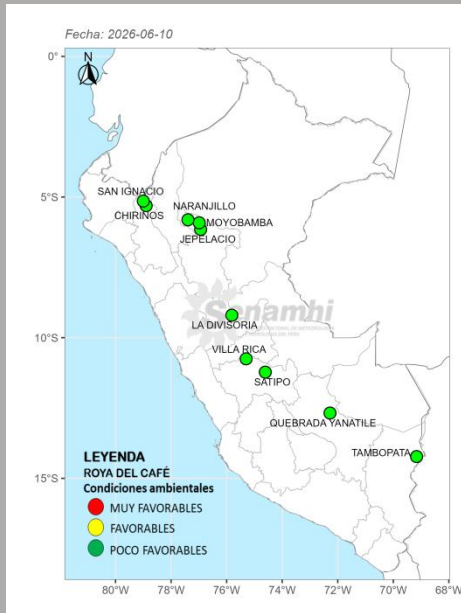 Fecha: 2026-06-10
0°
N
SAN IGNACIO
5°S
NARANJILLO
CHIRINOS
MOYOBAMBA
JEPELACIO
Senamhi
LA DIVISORIA
10°S
VILLA RICA
SATIPO
QUEBRADA YANATILE
TAMBOPATA
LEYENDA
ROYA DEL CAFÉ
15°S
Condiciones ambientales
MUY FAVORABLES
FAVORABLES
POCO FAVORABLES
80°W 78°W 76°W 74°W 72°W 70°W 68°W